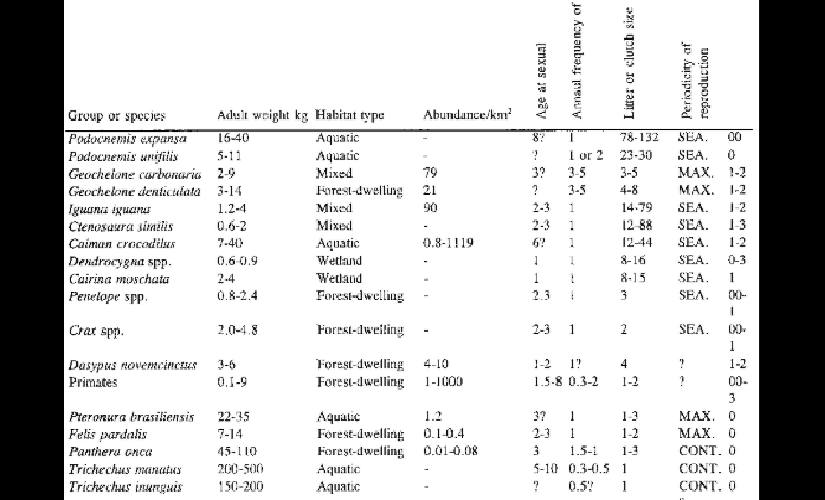 Age at sexual
Annual frequency of
Litter or clutch size
Periodicity of reproduction
Group or species Adult weight kg Habitat type Abundance/km²
Podocnemis expansa 16-40 Aquatic - 8? 1 78-132 SEA. 00
Podocnemis unifilis 5-11 Aquatic - ? 1 or 2 23-30 SEA. 0
Geochelone carbonaria 2-9 Mixed 79 3? 3-5 3-5 MAX. 1-2
Geochelone denticulata 3-14 Forest-dwelling 21 ? 3-5 4-8 MAX. 1-2
Iguana iguana 1.2-4 Mixed 90 2-3 1 14-79 SEA. 1-2
Ctenosaura similis 0.6-2 Mixed - 2-3 1 12-88 SEA. 1-3
Caiman crocodilus 7-40 Aquatic 0.8-1119 6? 1 12-44 SEA. 1-2
Dendrocygna spp. 0.6-0.9 Wetland - 1 1 8-16 SEA. 0-3
Cairina moschata 2-4 Wetland - 1 1 8-15 SEA. 1
Penelope spp. 0.8-2.4 Forest-dwelling - 2.3 1 3 SEA. 00-
1
Crax spp. 2.0-4.8 Forest-dwelling - 2-3 1 2 SEA. 00-
1
Dasypus novemcinctus 3-6 Forest-dwelling 4-10 1-2 1? 4 ? 1-2
Primates 0.1-9 Forest-dwelling 1-1000 1.5-8 0.3-2 1-2 ? 00-
3
Pteronura brasiliensis 22-35 Aquatic 1.2 3? 1 1-3 MAX. 0
Felis pardalis 7-14 Forest-dwelling 0.1-0.4 2-3 1 1-2 MAX. 0
Panthera onca 45-110 Forest-dwelling 0.01-0.08 3 1.5-1 1-3 CONT. 0
Trichechus manatus 200-500 Aquatic - 5-10 0.3-0.5 1 CONT. 0
Trichechus inunguis 150-200 Aquatic - ? 0.5? 1 CONT. 0